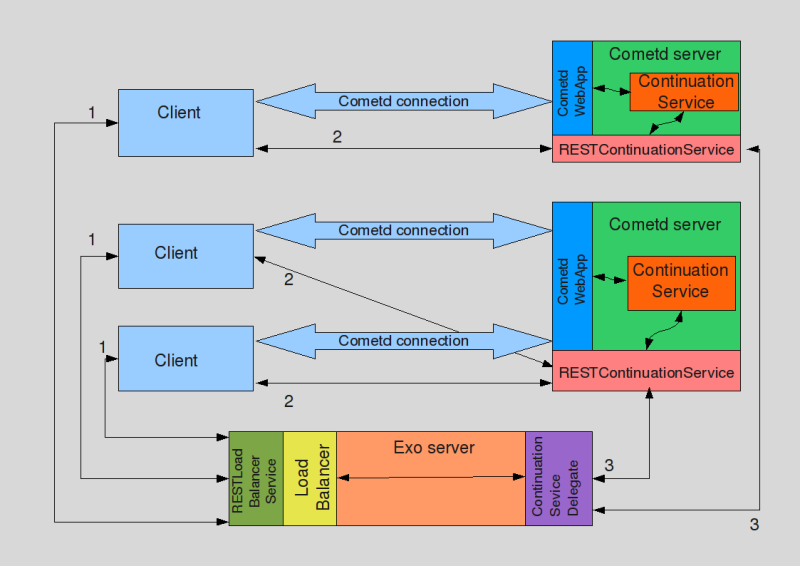 Cometd server
Cometd
WebApp
Continuation
Service
1
Client
Cometd connection
2
RESTContinuationService
1
Client
Cometd connection
2
Cometd
WebApp
Cometd server
Continuation
Service
1
Client
Cometd connection
2
RESTContinuationService
RESTLoad
Balancer
Service
Load
Balancer
Exo server
Continuation
Sevice
Delegate
3
3